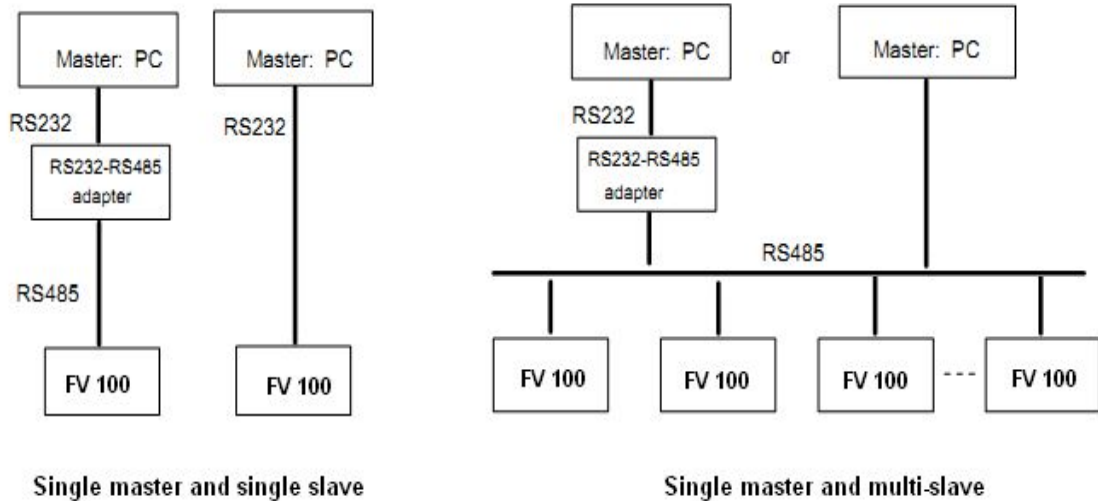 Master: PC
RS232
RS232-RS485
adapter
RS485
FV 100
Master: PC
RS232
FV 100
Single master and single slave
Master: PC
or
Master: PC
RS232
RS232-RS485
adapter
RS485
FV 100
FV 100
FV 100
---
FV 100
Single master and multi-slave